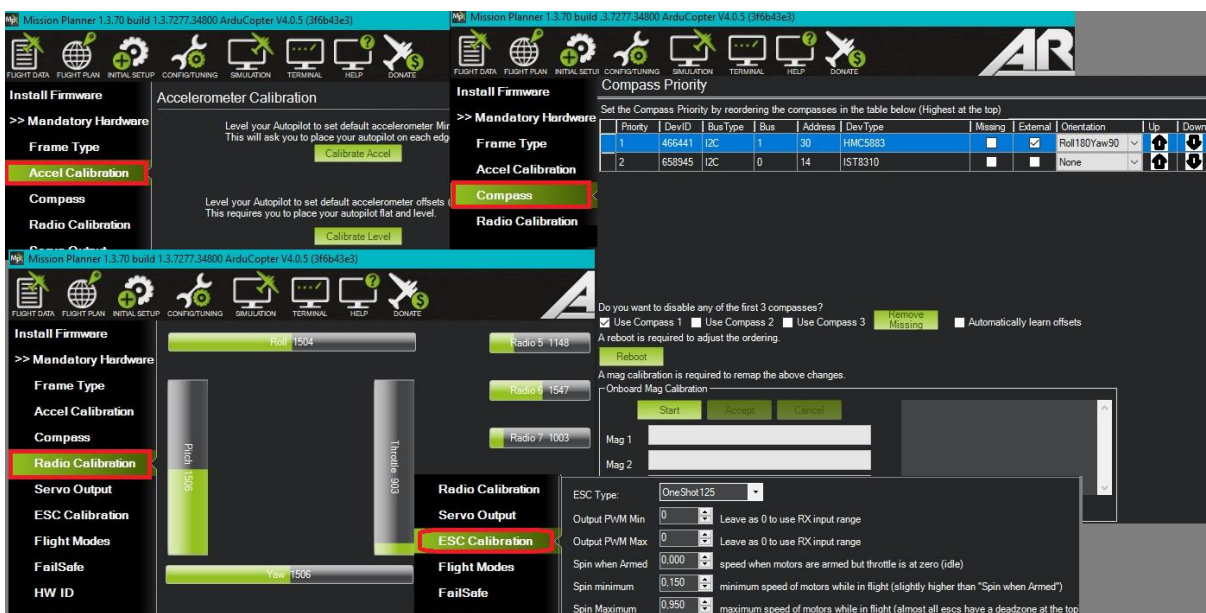 Mission Planner 1.3.70 build 1.3.7277.34800 ArduCopter V4.0.5 (3f6b43e3)
FLIGHT DATA FLIGHT PLAN INITIAL SETUP CONFIG/TUNING SIMULATION TERMINAL HELP DONATE
Install Firmware
>> Mandatory Hardware
Frame Type
Accel Calibration
Compass
Radio Calibration
Accelerometer Calibration
Level your Autopilot to set default accelerometer Min
This will ask you to place your autopilot on each edg
Calibrate Accel
Level your Autopilot to set default accelerometer offsets (
This requires you to place your autopilot flat and level.
Calibrate Level
Mission Planner 1.3.70 build .3.7277.34800 ArduCopter V4.0.5 (3f6b43e3)
FLIGHT DATA FLIGHT PLAN INITIAL SETUI CONFIG/TUNING SIMULATION TERMINAL HELP DONATE
AR
Install Firmware
>> Mandatory Hardware
Frame Type
Accel Calibration
Compass
Radio Calibration
Compass Priority
Set the Compass Priority by reordering the compasses in the table below (Highest at the top)
Priority DevID BusType Bus Address DevType Missing External Orientation Up Down
1 466441 I2C 1 30 HMC5883 Roll180Yaw90
2 658945 I2C 0 14 IST8310 None
Do you want to disable any of the first 3 compasses?
Use Compass 1 Use Compass 2 Use Compass 3 Remove Missing Automatically learn offsets
A reboot is required to adjust the ordering.
Reboot
A mag calibration is required to remap the above changes.
Onboard Mag Calibration
Start Accept Cancel
Mag 1
Mag 2
Mission Planner 1.3.70 build 1.3.7277.34800 ArduCopter V4.0.5 (3f6b43e3)
FLIGHT DATA FLIGHT PLAN INITIAL SETUP CONFIG/TUNING SIMULATION TERMINAL HELP DONATE
Install Firmware
>> Mandatory Hardware
Frame Type
Accel Calibration
Compass
Radio Calibration
Servo Output
ESC Calibration
Flight Modes
FailSafe
HW ID
Roll 1504
Pitch 1506
Throttle 903
Yaw 1506
Radio 5 1148
Radio 6 1547
Radio 7 1003
Radio Calibration
Servo Output
ESC Calibration
Flight Modes
FailSafe
ESC Type: OneShot125
Output PWM Min 0 Leave as 0 to use RX input range
Output PWM Max 0 Leave as 0 to use RX input range
Spin when Armed 0,000 speed when motors are armed but throttle is at zero (idle)
Spin minimum 0,150 minimum speed of motors while in flight (slightly higher than "Spin when Armed")
Spin Maximum 0,950 maximum speed of motors while in flight (almost all escs have a deadzone at the top